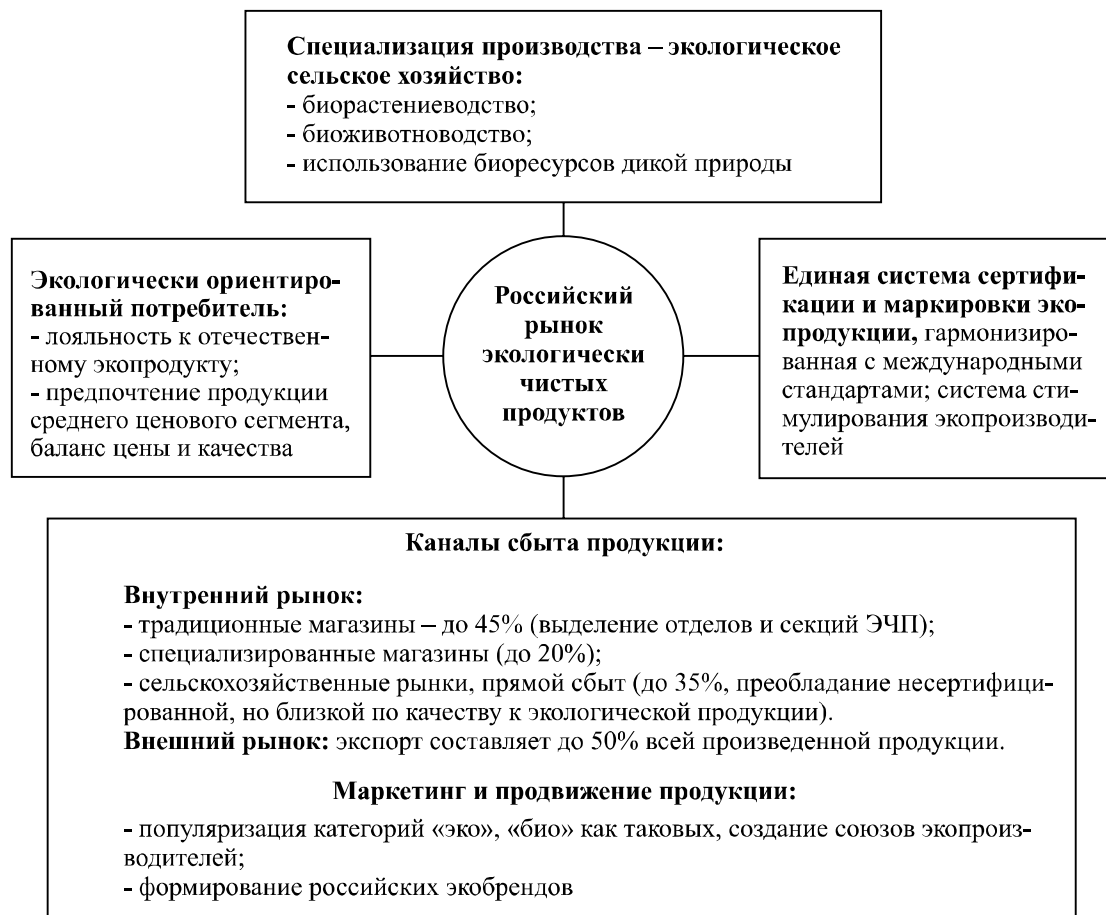 Специализация производства – экологическое
сельское хозяйство:
- биорастениеводство;
- биоживотноводство;
- использование биоресурсов дикой природы
Экологически ориентиро-
ванный потребитель:
- лояльность к отечествен-
ному экопродукту;
- предпочтение продукции
среднего ценового сегмента,
баланс цены и качества
Российский
рынок
экологически
чистых
продуктов
Единая система сертифи-
кации и маркировки эко-
продукции, гармонизиро-
ванная с международными
стандартами; система сти-
мулирования экопроизводи-
телей
Каналы сбыта продукции:
Внутренний рынок:
- традиционные магазины – до 45% (выделение отделов и секций ЭЧП);
- специализированные магазины (до 20%);
- сельскохозяйственные рынки, прямой сбыт (до 35%, преобладание несертифици-
рованной, но близкой по качеству к экологической продукции).
Внешний рынок: экспорт составляет до 50% всей произведенной продукции.
Маркетинг и продвижение продукции:
- популяризация категорий «эко», «био» как таковых, создание союзов экопроиз-
водителей;
- формирование российских экобрендов